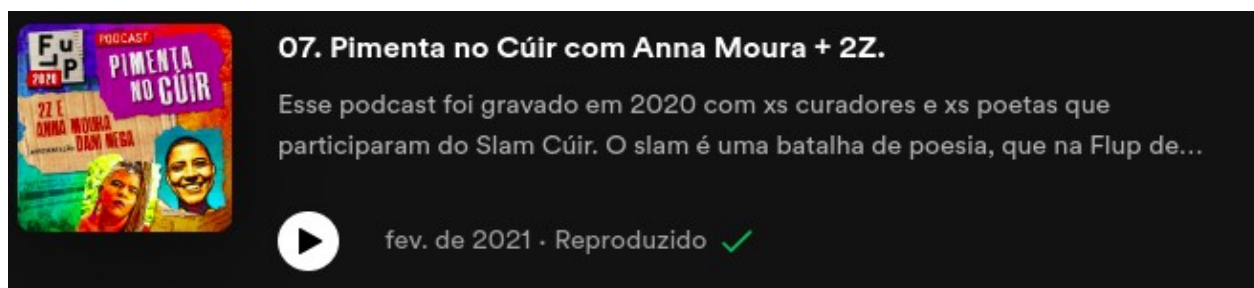 FLUP
2020
PODCAST
PIMENTA
NO CÚIR
2Z E
ANNA MOURA
APRESENTAÇÃO DANI NEGA
07. Pimenta no Cúir com Anna Moura + 2Z.
Esse podcast foi gravado em 2020 com xs curadores e xs poetas que
participaram do Slam Cúir. O slam é uma batalha de poesia, que na Flup de...
fev. de 2021 · Reproduzido